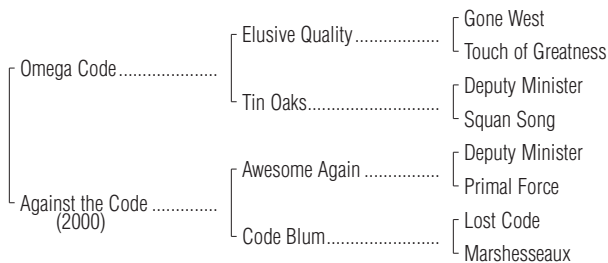 Gone West
Elusive Quality..................
Touch of Greatness
Omega Code.....................
Deputy Minister
Tin Oaks............................
Squan Song
Deputy Minister
Awesome Again ................
Primal Force
Against the Code ..............
(2000)
Lost Code
Code Blum........................
Marshesseaux